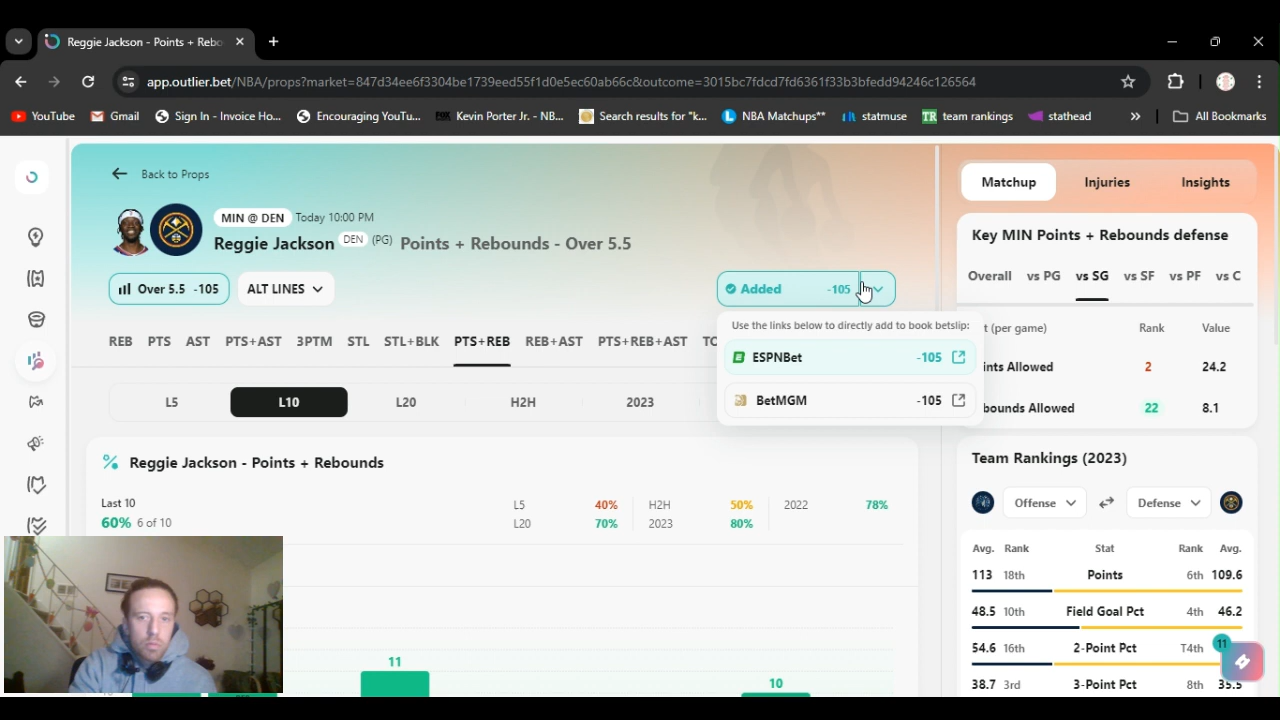 Reggie Jackson - Points + Rebo
app.outlier.bet/NBA/props?market=847d34ee6f3304be1739eed55f1d0e5ec60ab66c&outcome=3015bc7fdcd7fd6361f33b3bfedd94246c126564
YouTube Gmail Sign In - Invoice Ho... Encouraging YouTu... Kevin Porter Jr. - NB... Search results for "k... NBA Matchups** statmuse team rankings stathead » All Bookmarks
Back to Props
MIN @ DEN Today 10:00 PM
Reggie Jackson DEN (PG) Points + Rebounds - Over 5.5
Over 5.5 -105 ALT LINES
Added -105
Use the links below to directly add to book betslip:
ESPNBet -105
BetMGM -105
REB PTS AST PTS+AST 3PTM STL STL+BLK PTS+REB REB+AST PTS+REB+AST TO
L5 L10 L20 H2H 2023
Reggie Jackson - Points + Rebounds
Last 10
60% 6 of 10
L5 40% H2H 50% 2022 78%
L20 70% 2023 80%
11
10
Matchup Injuries Insights
Key MIN Points + Rebounds defense
Overall vs PG vs SG vs SF vs PF vs C
t (per game) Rank Value
ints Allowed 2 24.2
bounds Allowed 22 8.1
Team Rankings (2023)
Offense Defense
Avg. Rank Stat Rank Avg.
113 18th Points 6th 109.6
48.5 10th Field Goal Pct 4th 46.2
54.6 16th 2-Point Pct T4th
11
38.7 3rd 3-Point Pct 8th 35.5